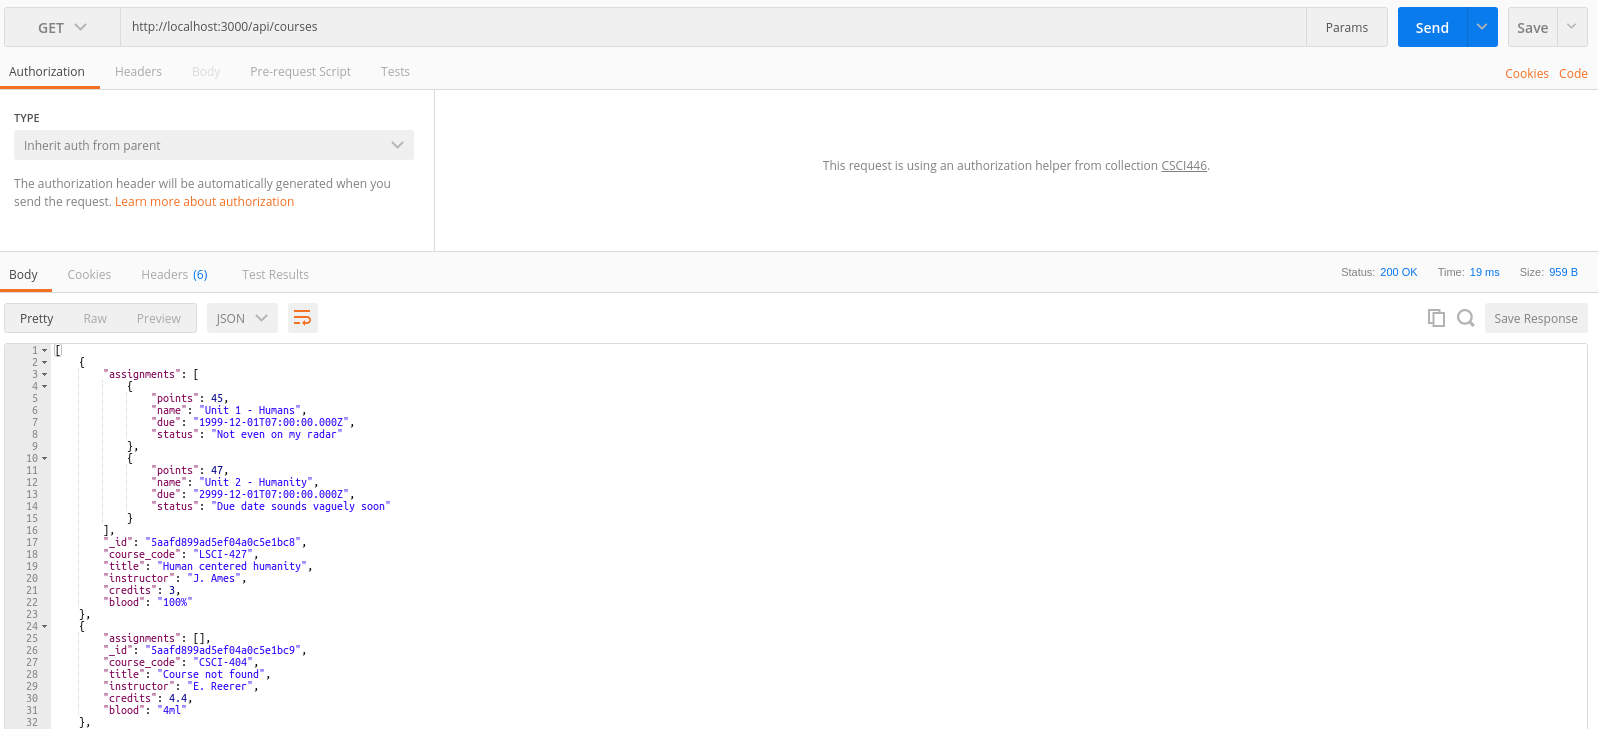 GET http://localhost:3000/api/courses Params Send Save
Authorization Headers Body Pre-request Script Tests Cookies Code
TYPE
Inherit auth from parent
The authorization header will be automatically generated when you
send the request. Learn more about authorization
This request is using an authorization helper from collection CSCI446.
Body Cookies Headers (6) Test Results Status: 200 OK Time: 19 ms Size: 959 B
Pretty Raw Preview JSON Save Response
1 [
2 {
3 "assignments": [
4 {
5 "points": 45,
6 "name": "Unit 1 - Humans",
7 "due": "1999-12-01T07:00:00.000Z",
8 "status": "Not even on my radar"
9 },
10 {
11 "points": 47,
12 "name": "Unit 2 - Humanity",
13 "due": "2999-12-01T07:00:00.000Z",
14 "status": "Due date sounds vaguely soon"
15 }
16 ],
17 "_id": "5aafd899ad5ef04a0c5e1bc8",
18 "course_code": "LSCI-427",
19 "title": "Human centered humanity",
20 "instructor": "J. Ames",
21 "credits": 3,
22 "blood": "100%"
23 },
24 {
25 "assignments": [],
26 "_id": "5aafd899ad5ef04a0c5e1bc9",
27 "course_code": "CSCI-404",
28 "title": "Course not found",
29 "instructor": "E. Reerer",
30 "credits": 4.4,
31 "blood": "4ml"
32 },